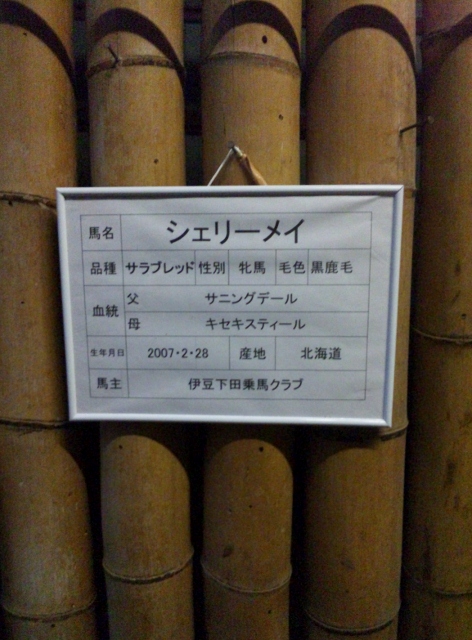 馬名 シェリーメイ
品種 サラブレッド 性別 牝馬 毛色 黒鹿毛
血統 父 サニングデール
母 キセキスティール
生年月日 2007・2・28 産地 北海道
馬主 伊豆下田乗馬クラブ